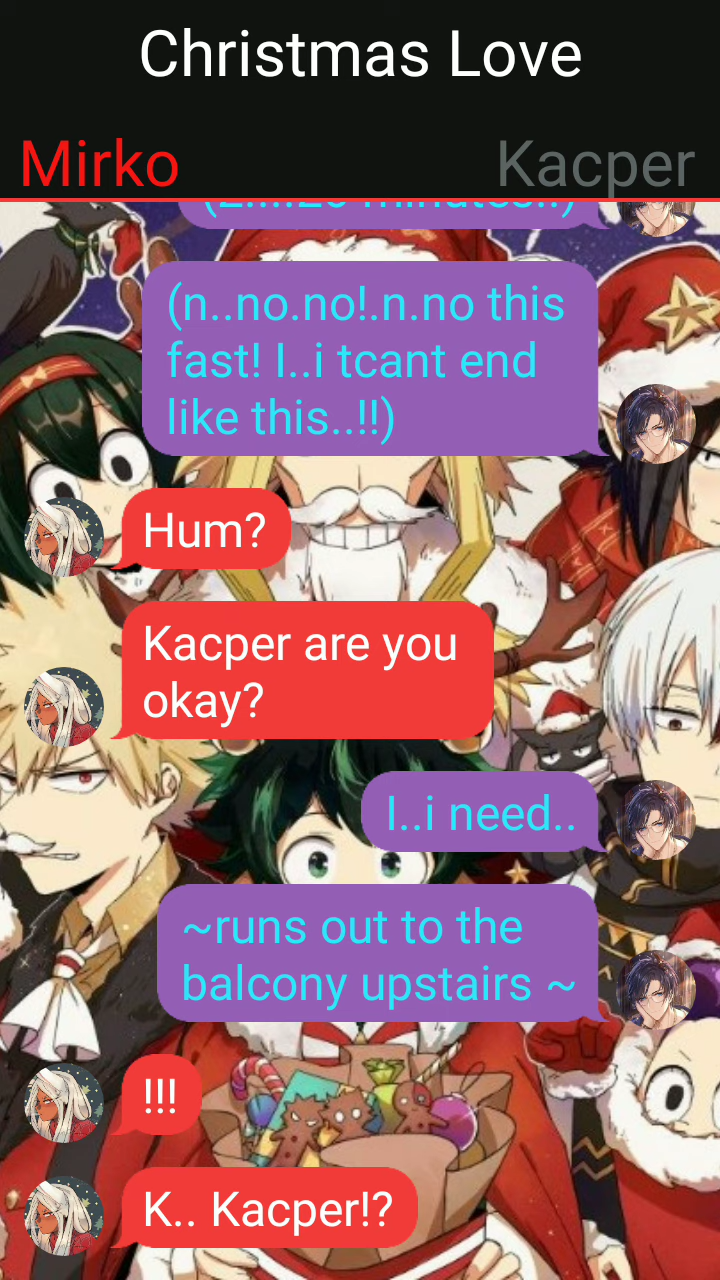 Christmas Love
Mirko Kacper
minutes..)
(n..no.no!.n.no this
fast! I..i tcant end
like this..!!)
Hum?
Kacper are you
okay?
I..i need..
~runs out to the
balcony upstairs ~
!!!
K.. Kacper!?